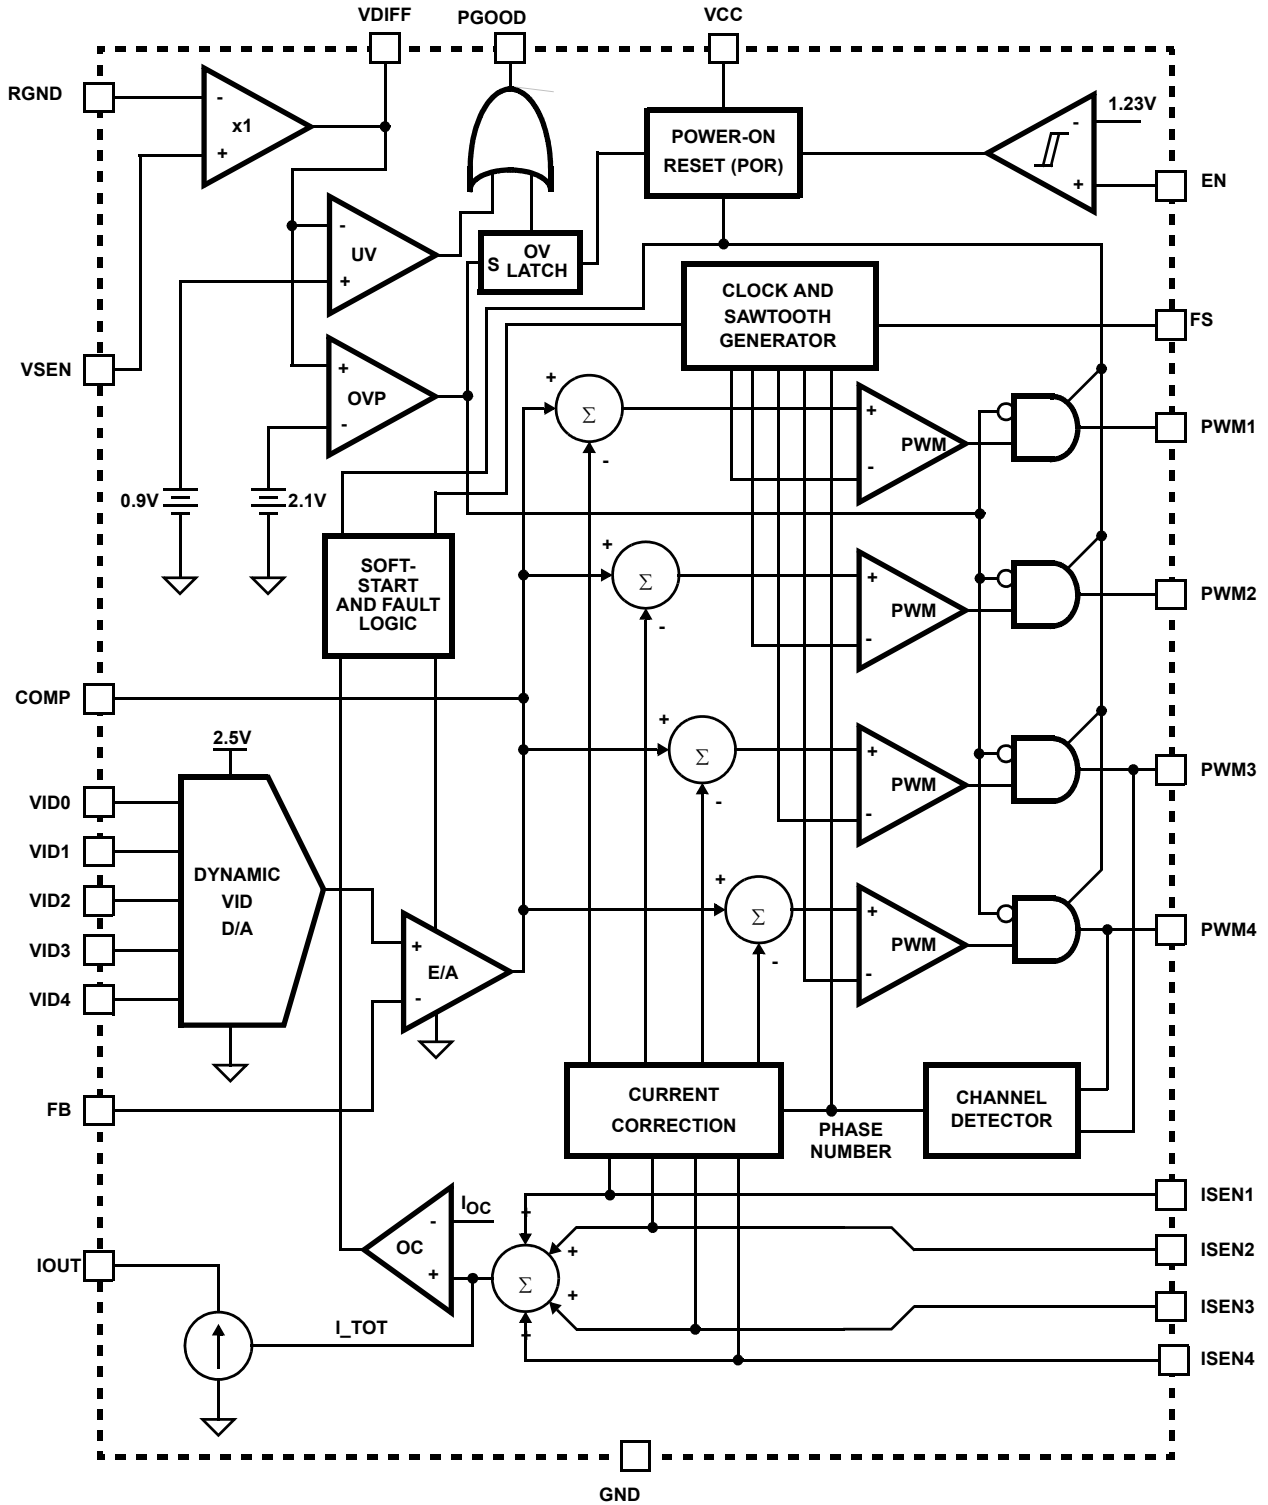 VDIFF
PGOOD
VCC
RGND
-
x1
+
POWER-ON
RESET (POR)
1.23V
-
+
EN
-
UV
+
S
OV
LATCH
CLOCK AND
SAWTOOTH
GENERATOR
FS
VSEN
+
OVP
-
+
Σ
-
+
PWM
-
PWM1
0.9V
2.1V
SOFT-
START
AND FAULT
LOGIC
+
Σ
-
+
PWM
-
PWM2
COMP
2.5V
+
Σ
-
+
PWM
-
PWM3
VID0
VID1
VID2
VID3
VID4
DYNAMIC
VID
D/A
+
E/A
-
+
Σ
-
+
PWM
-
PWM4
FB
CURRENT
CORRECTION
PHASE
NUMBER
CHANNEL
DETECTOR
ISEN1
-
IOC
OC
+
+
+
Σ
+
+
ISEN2
IOUT
ISEN3
I_TOT
ISEN4
GND